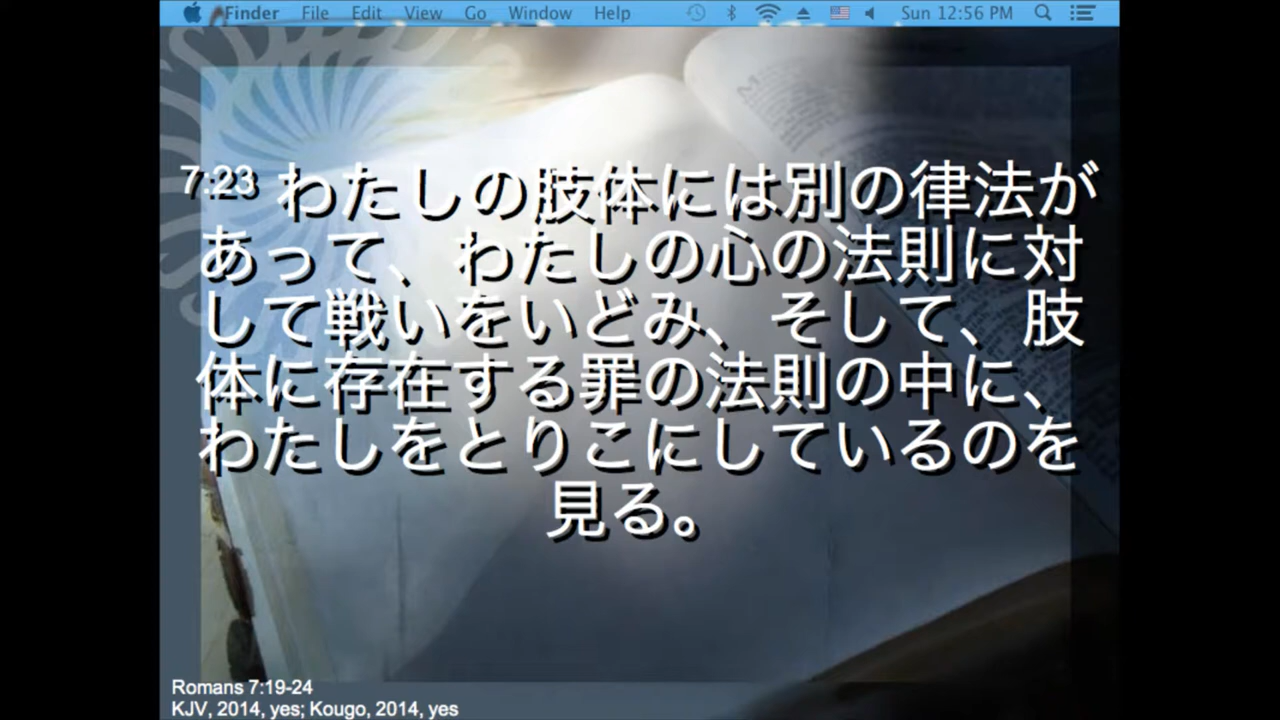 Finder File Edit View Go Window Help Sun 12:56 PM
7:23 わたしの肢体には別の律法が
あって、わたしの心の法則に対
して戦いをいどみ、そして、肢
体に存在する罪の法則の中に、
わたしをとりこにしているのを
見る。
Romans 7:19-24
KJV, 2014, yes; Kougo, 2014, yes